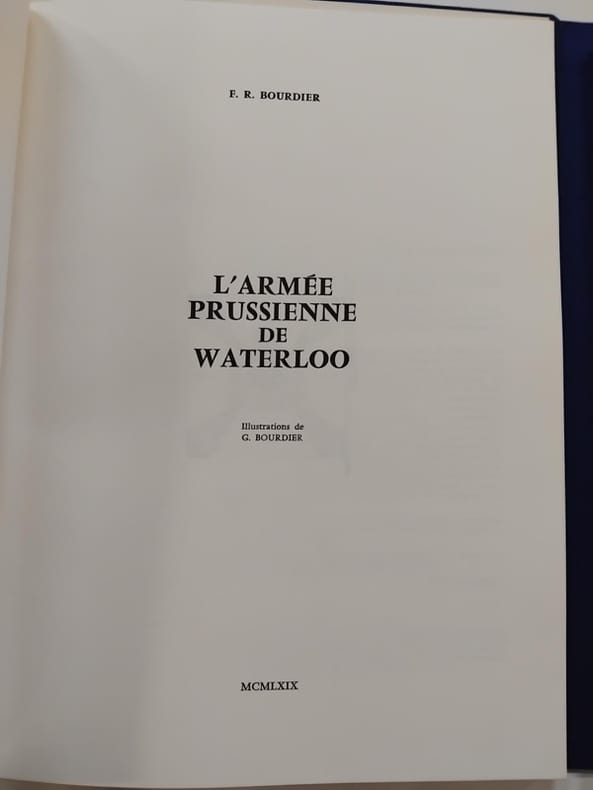 F. R. BOURDIER
L'ARMÉE
PRUSSIENNE
DE
WATERLOO
Illustrations de
G. BOURDIER
MCMLXIX